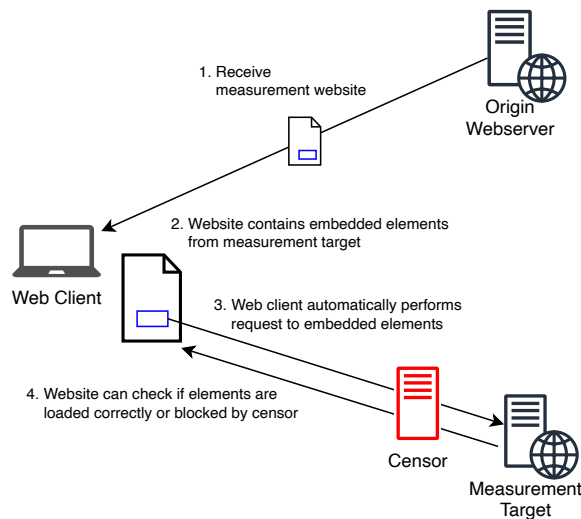 1. Receive
measurement website
Origin
Webserver
2. Website contains embedded elements
from measurement target
Web Client
3. Web client automatically performs
request to embedded elements
4. Website can check if elements are
loaded correctly or blocked by censor
Censor
Measurement
Target